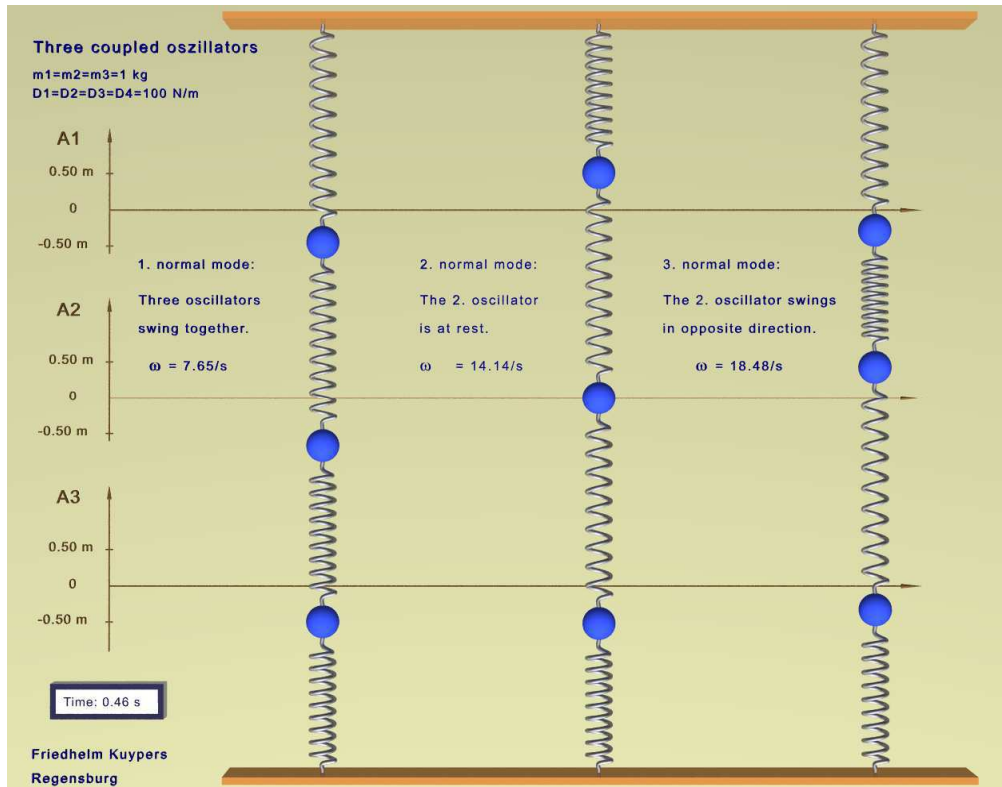 Three coupled oszillators
m1=m2=m3=1 kg
D1=D2=D3=D4=100 N/m
A1
0.50 m
0
-0.50 m
1. normal mode:
Three oscillators
swing together.
ω = 7.65/s
2. normal mode:
The 2. oscillator
is at rest.
ω = 14.14/s
3. normal mode:
The 2. oscillator swings
in opposite direction.
ω = 18.48/s
A2
0.50 m
0
-0.50 m
A3
0.50 m
0
-0.50 m
Time: 0.46 s
Friedhelm Kuypers
Regensburg